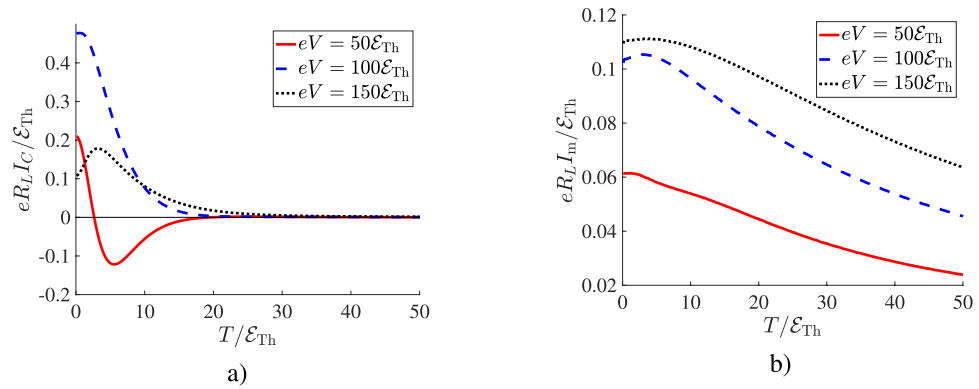 eR_L I_C/ℰ_Th
0.4
0.3
0.2
0.1
0
-0.1
0.2
0 10 20 30 40 50
T/ℰ_Th
eV = 50ℰ_Th
eV = 100ℰ_Th
eV = 150ℰ_Th
a)
eR_L I_m/ℰ_Th
0.12
0.1
0.08
0.06
0.04
0.02
0 10 20 30 40 50
T/ℰ_Th
eV = 50ℰ_Th
eV = 100ℰ_Th
eV = 150ℰ_Th
b)